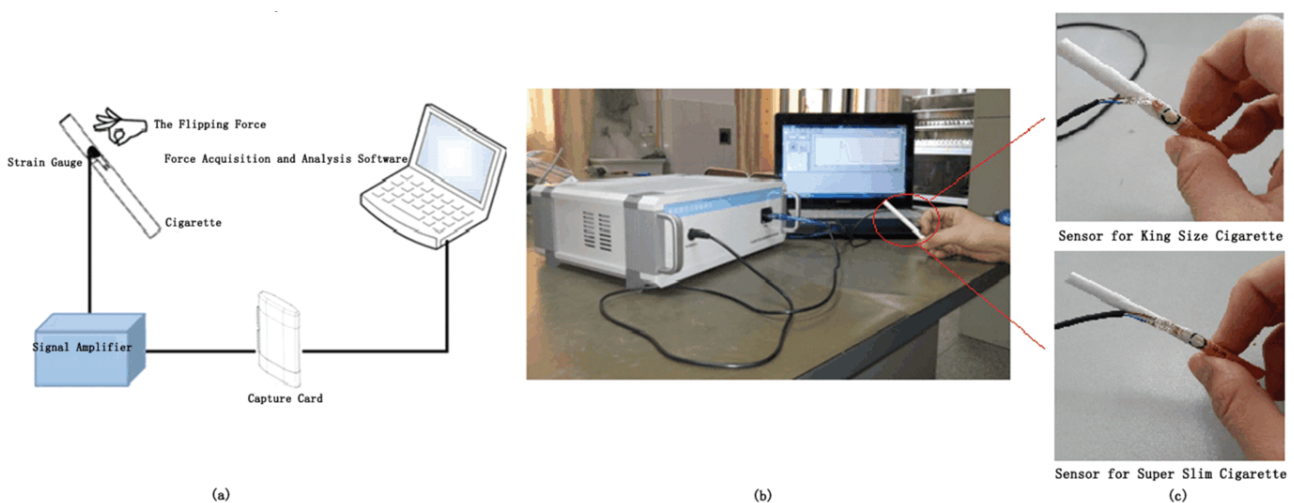 The Flipping Force
Strain Gauge
Force Acquisition and Analysis Software
Cigarette
Signal Amplifier
Capture Card
Sensor for King Size Cigarette
Sensor for Super Slim Cigarette
(a)
(b)
(c)